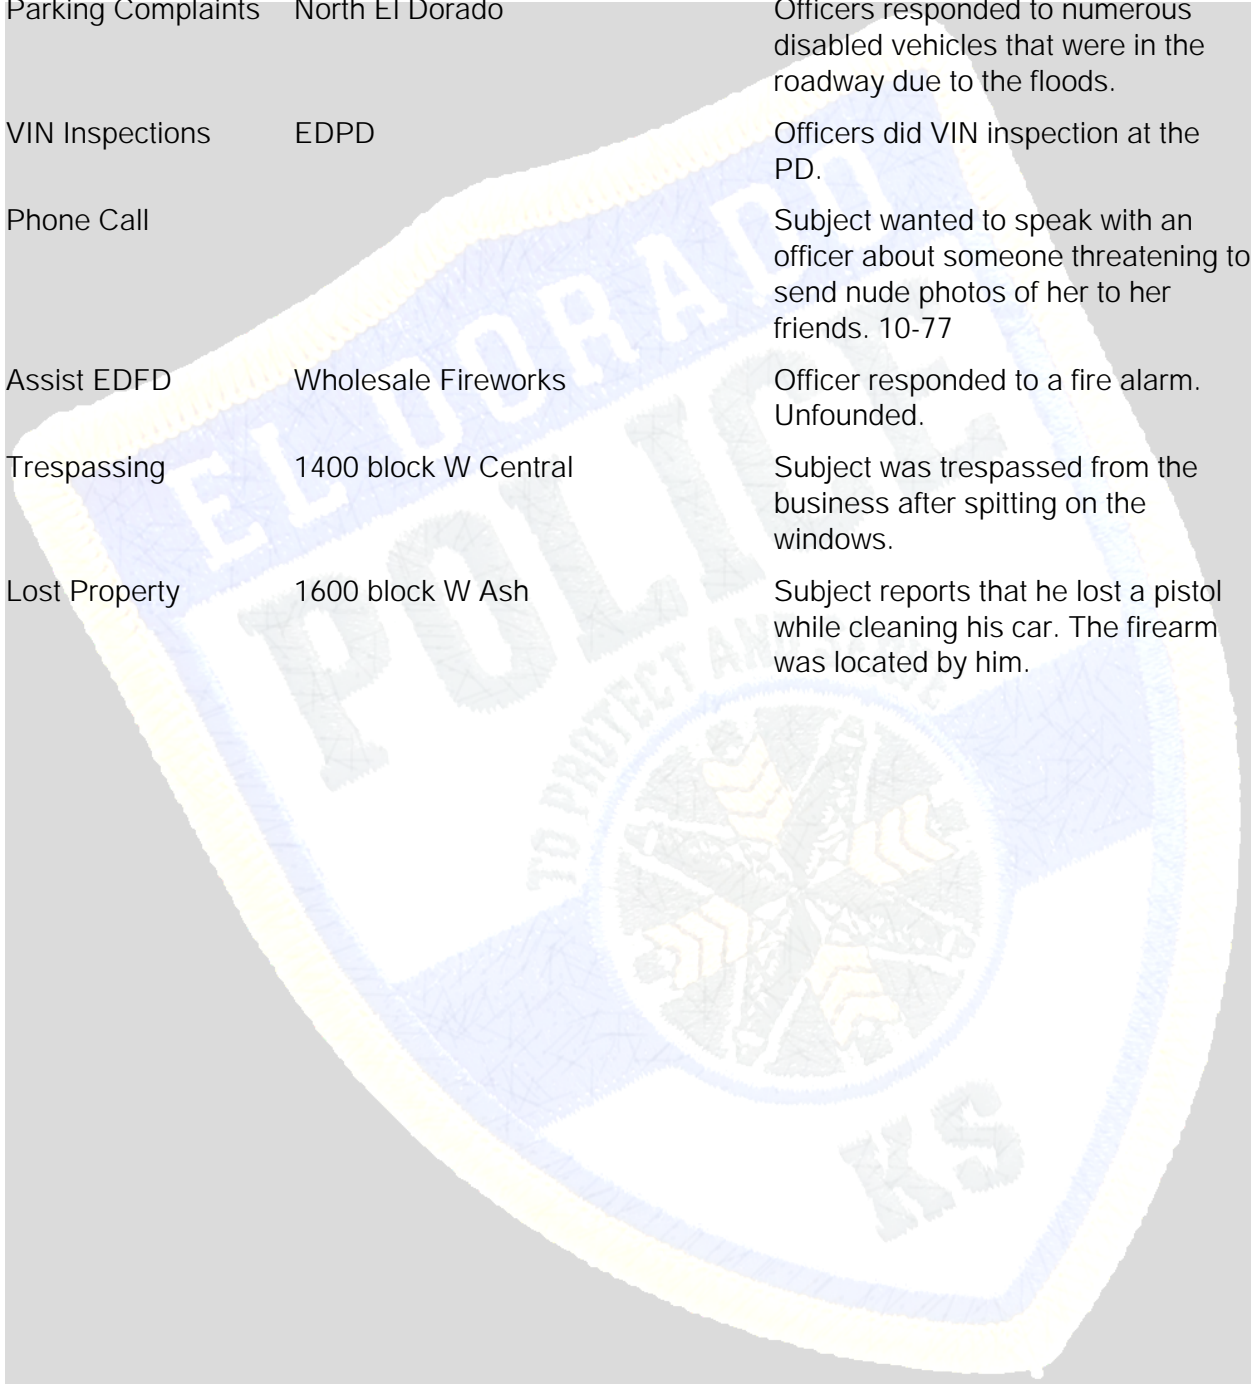 Parking Complaints North El Dorado Officers responded to numerous
disabled vehicles that were in the
roadway due to the floods.
VIN Inspections EDPD Officers did VIN inspection at the
PD.
Phone Call Subject wanted to speak with an
officer about someone threatening to
send nude photos of her to her
friends. 10-77
Assist EDFD Wholesale Fireworks Officer responded to a fire alarm.
Unfounded.
Trespassing 1400 block W Central Subject was trespassed from the
business after spitting on the
windows.
Lost Property 1600 block W Ash Subject reports that he lost a pistol
while cleaning his car. The firearm
was located by him.
EL DORADO
POLICE
TO PROTECT AND SERVE
KS